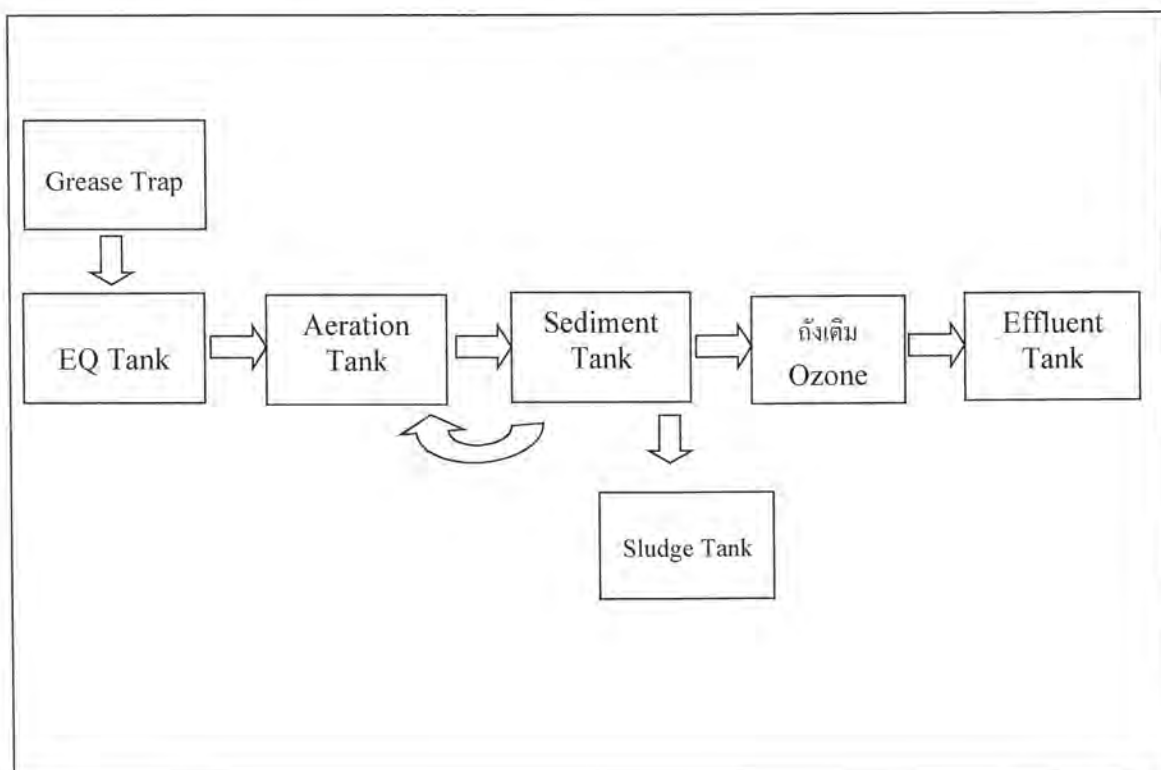 Grease Trap
EQ Tank
Aeration
Tank
Sediment
Tank
ถังเติม
Ozone
Effluent
Tank
Sludge Tank